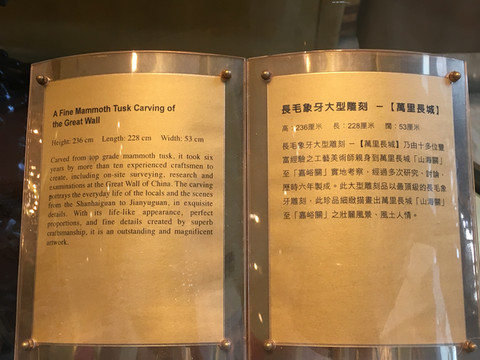 A Fine Mammoth Tusk Carving of
the Great Wall
Height: 236 cm Length: 228 cm Width: 53 cm
Carved from top grade mammoth tusk, it took six
years by more than ten experienced craftsmen to
create, including on-site surveying, research and
examinations at the Great Wall of China. The carving
portrays the everyday life of the locals and the scenes
from the Shanhaiguan to Jianyuguan, in exquisite
details. With its life-like appearance, perfect
proportions, and fine details created by superb
craftsmanship, it is an outstanding and magnificent
artwork.
長毛象牙大型雕刻 －【萬里長城】
高：236厘米 長：228厘米 闊：53厘米
長毛象牙大型雕刻 －【萬里長城】乃由十多位豐
富經驗之工藝美術師親身到萬里長城「山海關」
至「嘉峪關」實地考察、經過多次研究、討論，
歷時六年製成。此大型雕刻品以最頂級的長毛象
牙雕刻。此珍品細緻描畫出萬里長城「山海關」
至「嘉峪關」之壯麗風景、風土人情。